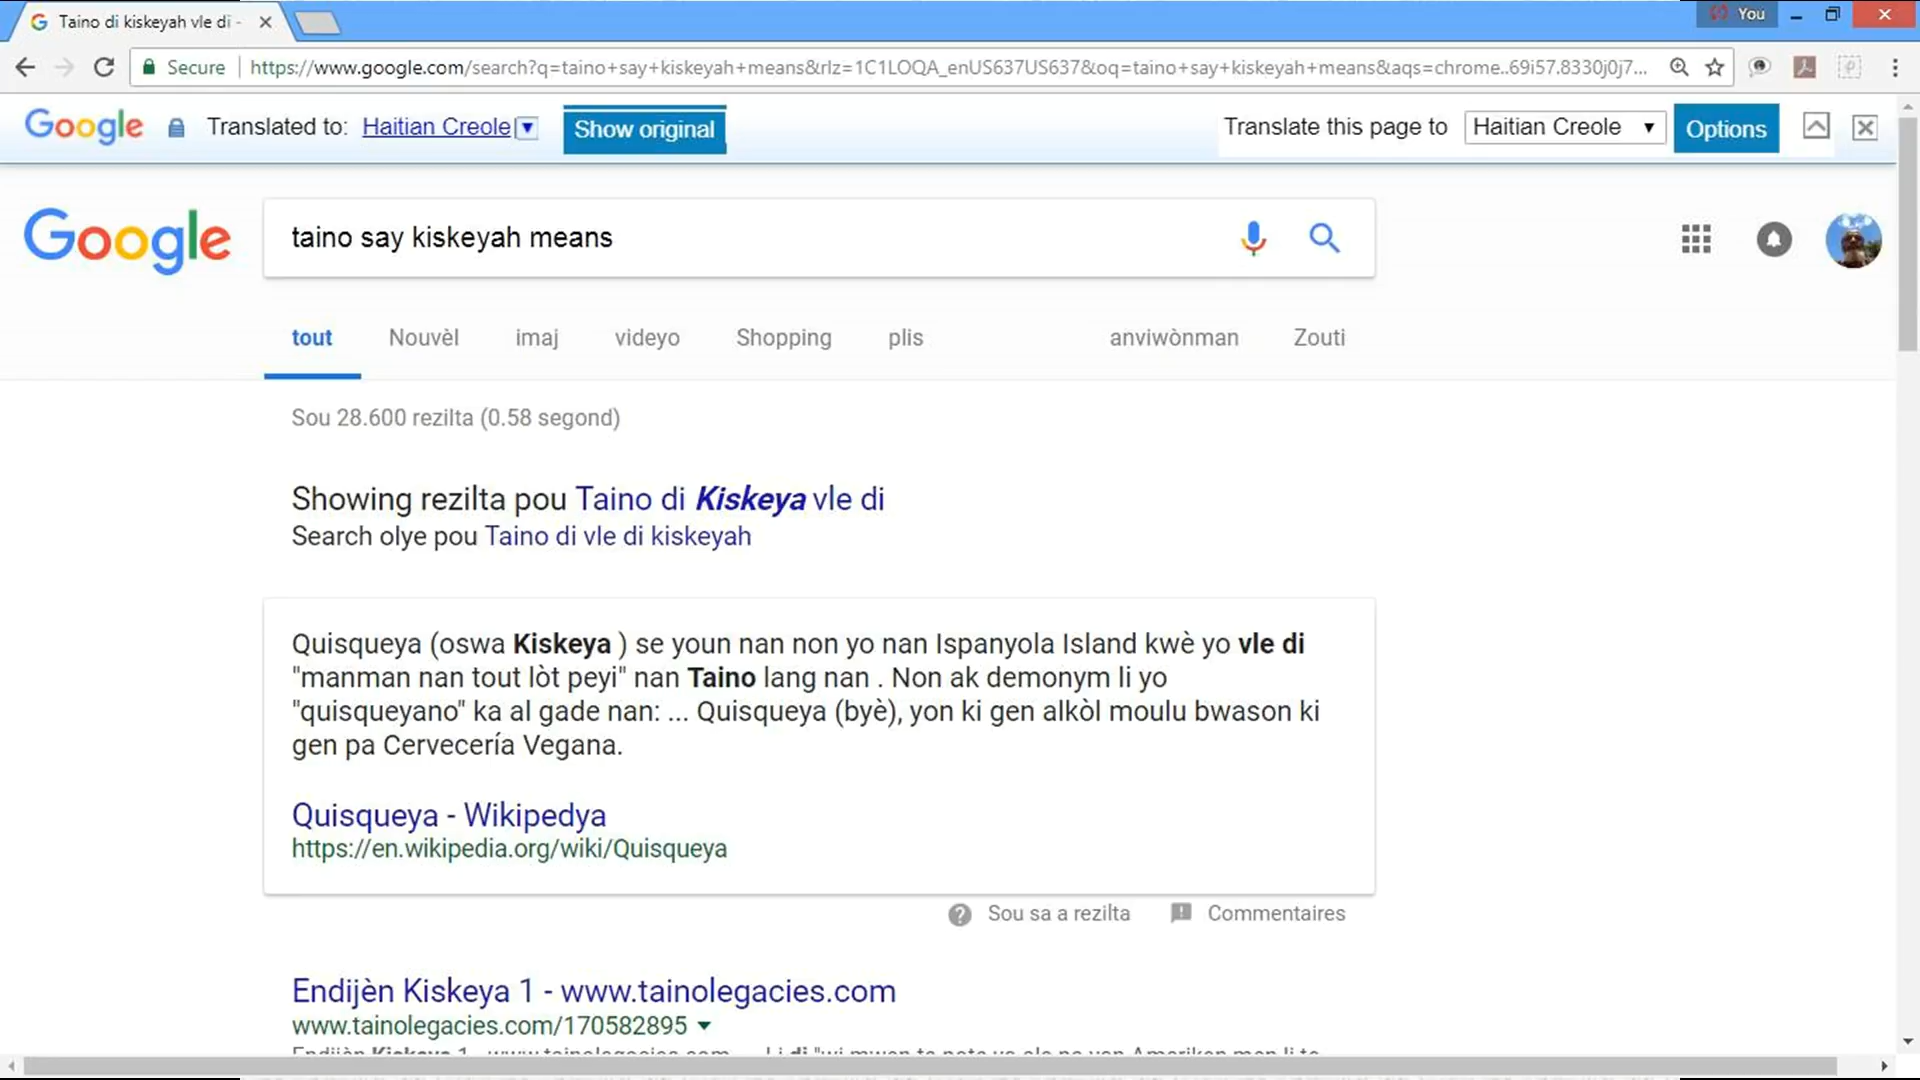 Taino di kiskeyah vle di -
You
Secure
https://www.google.com/search?q=taino+say+kiskeyah+means&rlz=1C1LOQA_enUS637US637&oq=taino+say+kiskeyah+means&aqs=chrome..69i57.8330j0j7...
Google Translated to: Haitian Creole Show original Translate this page to Haitian Creole Options
Google taino say kiskeyah means
tout Nouvèl imaj videyo Shopping plis anviwònman Zouti
Sou 28.600 rezilta (0.58 segond)
Showing rezilta pou Taino di Kiskeya vle di
Search olye pou Taino di vle di kiskeyah
Quisqueya (oswa Kiskeya ) se youn nan non yo nan Ispanyola Island kwè yo vle di
"manman nan tout lòt peyi" nan Taino lang nan . Non ak demonym li yo
"quisqueyano" ka al gade nan: ... Quisqueya (byè), yon ki gen alkòl moulu bwason ki
gen pa Cervecería Vegana.
Quisqueya - Wikipedya
https://en.wikipedia.org/wiki/Quisqueya
Sou sa a rezilta Commentaires
Endijèn Kiskeya 1 - www.tainolegacies.com
www.tainolegacies.com/170582895